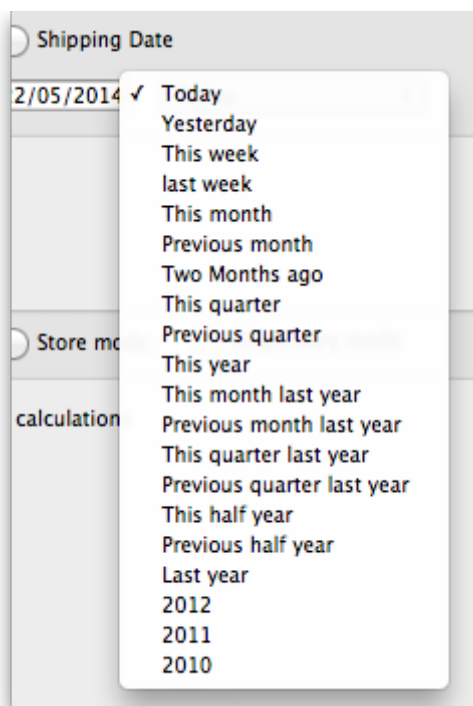 Shipping Date
2/05/2014 ✓ Today
Yesterday
This week
last week
This month
Previous month
Two Months ago
This quarter
Store mo
Previous quarter
This year
This month last year
calculation
Previous month last year
This quarter last year
Previous quarter last year
This half year
Previous half year
Last year
2012
2011
2010